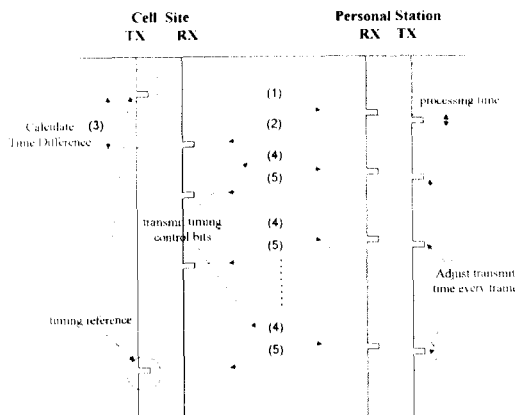 Cell Site
Personal Station
TX RX
RX TX
(1)
processing time
(2)
Calculate (3)
Time Difference
(4)
(5)
transmit timing
control bits
(4)
(5)
Adjust transmit
time every frame
timing reference
(4)
(5)